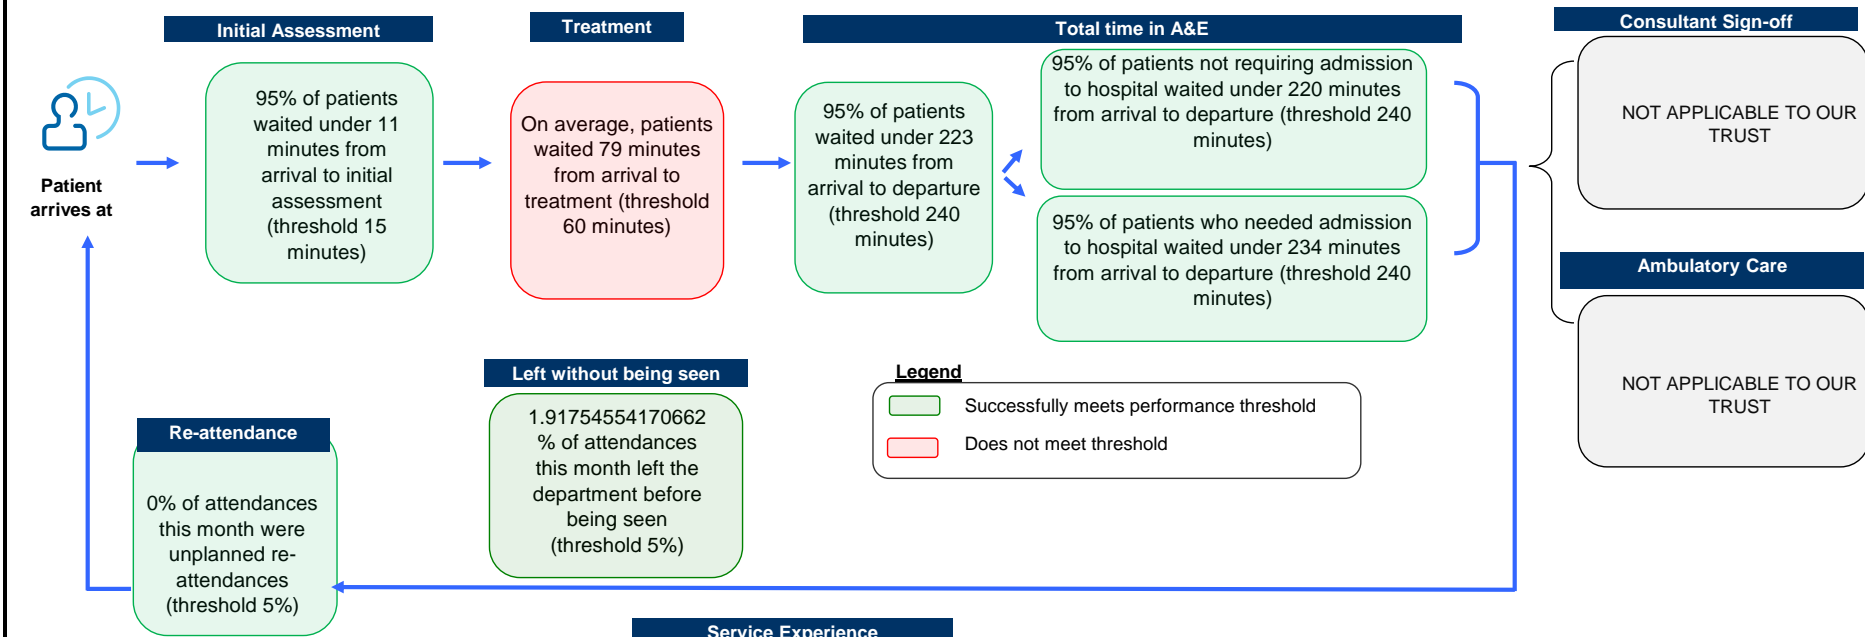 Initial Assessment
Treatment
Total time in A&E
Consultant Sign-off
Patient
arrives at
95% of patients
waited under 11
minutes from
arrival to initial
assessment
(threshold 15
minutes)
On average, patients
waited 79 minutes
from arrival to
treatment (threshold
60 minutes)
95% of patients
waited under 223
minutes from
arrival to departure
(threshold 240
minutes)
95% of patients not requiring admission
to hospital waited under 220 minutes
from arrival to departure (threshold 240
minutes)
95% of patients who needed admission
to hospital waited under 234 minutes
from arrival to departure (threshold 240
minutes)
NOT APPLICABLE TO OUR
TRUST
Ambulatory Care
NOT APPLICABLE TO OUR
TRUST
Left without being seen
1.91754554170662
% of attendances
this month left the
department before
being seen
(threshold 5%)
Legend
Successfully meets performance threshold
Does not meet threshold
Re-attendance
0% of attendances
this month were
unplanned re-
attendances
(threshold 5%)
Service Experience